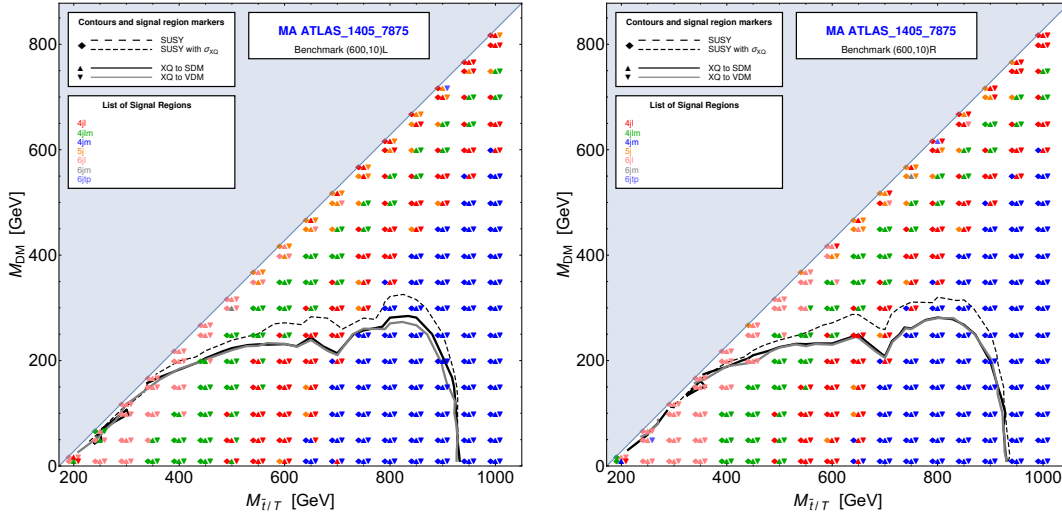 Contours and signal region markers
SUSY
SUSY with σXQ
XQ to SDM
XQ to VDM
MA ATLAS_1405_7875
Benchmark (600,10)L
List of Signal Regions
4jl
4jlm
4jm
5j
6jl
6jm
6jtp
MDM [GeV]
0
200
400
600
800
200
400
600
800
1000
Mt̃/T [GeV]
Contours and signal region markers
SUSY
SUSY with σXQ
XQ to SDM
XQ to VDM
MA ATLAS_1405_7875
Benchmark (600,10)R
List of Signal Regions
4jl
4jlm
4jm
5j
6jl
6jm
6jtp
MDM [GeV]
0
200
400
600
800
200
400
600
800
1000
Mt̃/T [GeV]